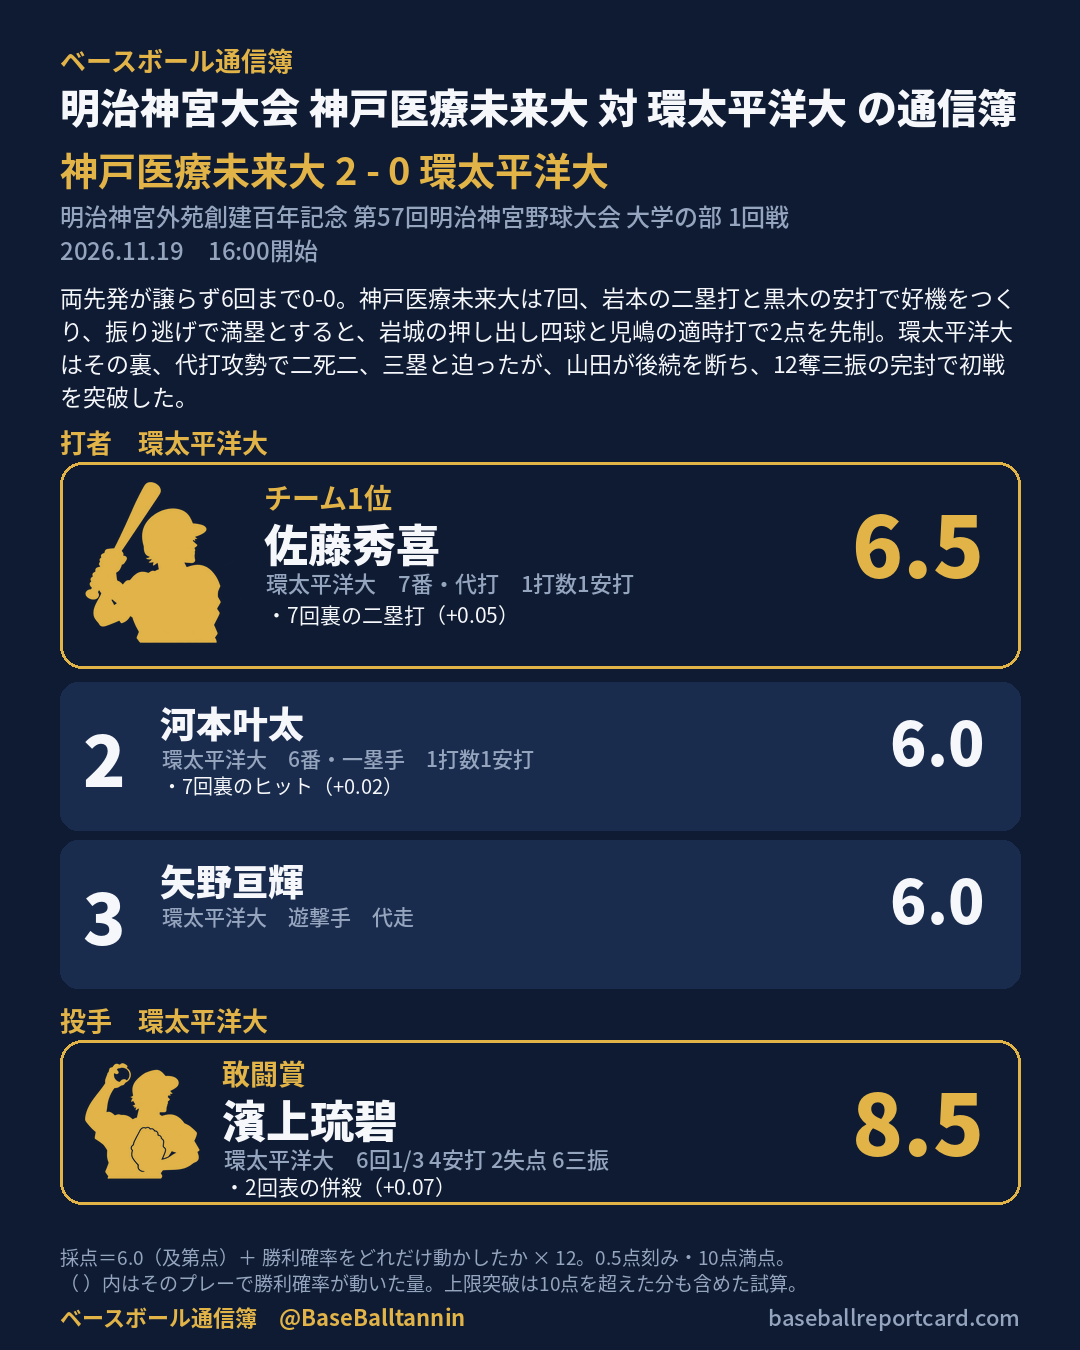 ベースボール通信簿
明治神宮大会 神戸医療未来大 対 環太平洋大 の通信簿
神戸医療未来大 2 - 0 環太平洋大
明治神宮外苑創建百年記念 第57回明治神宮野球大会 大学の部 1回戦
2026.11.19　16:00開始
両先発が譲らず6回まで0-0。神戸医療未来大は7回、岩本の二塁打と黒木の安打で好機をつく
り、振り逃げで満塁とすると、岩城の押し出し四球と児嶋の適時打で2点を先制。環太平洋大
はその裏、代打攻勢で二死二、三塁と迫ったが、山田が後続を断ち、12奪三振の完封で初戦
を突破した。
打者　環太平洋大
チーム1位
佐藤秀喜
環太平洋大　7番・代打　1打数1安打
・7回裏の二塁打（+0.05）
6.5
2
河本叶太
環太平洋大　6番・一塁手　1打数1安打
・7回裏のヒット（+0.02）
6.0
3
矢野亘輝
環太平洋大　遊撃手　代走
6.0
投手　環太平洋大
敢闘賞
濱上琉碧
環太平洋大　6回1/3 4安打 2失点 6三振
・2回表の併殺（+0.07）
8.5
採点＝6.0（及第点）＋ 勝利確率をどれだけ動かしたか × 12。0.5点刻み・10点満点。
（ ）内はそのプレーで勝利確率が動いた量。上限突破は10点を超えた分も含めた試算。
ベースボール通信簿　@BaseBalltannin
baseballreportcard.com